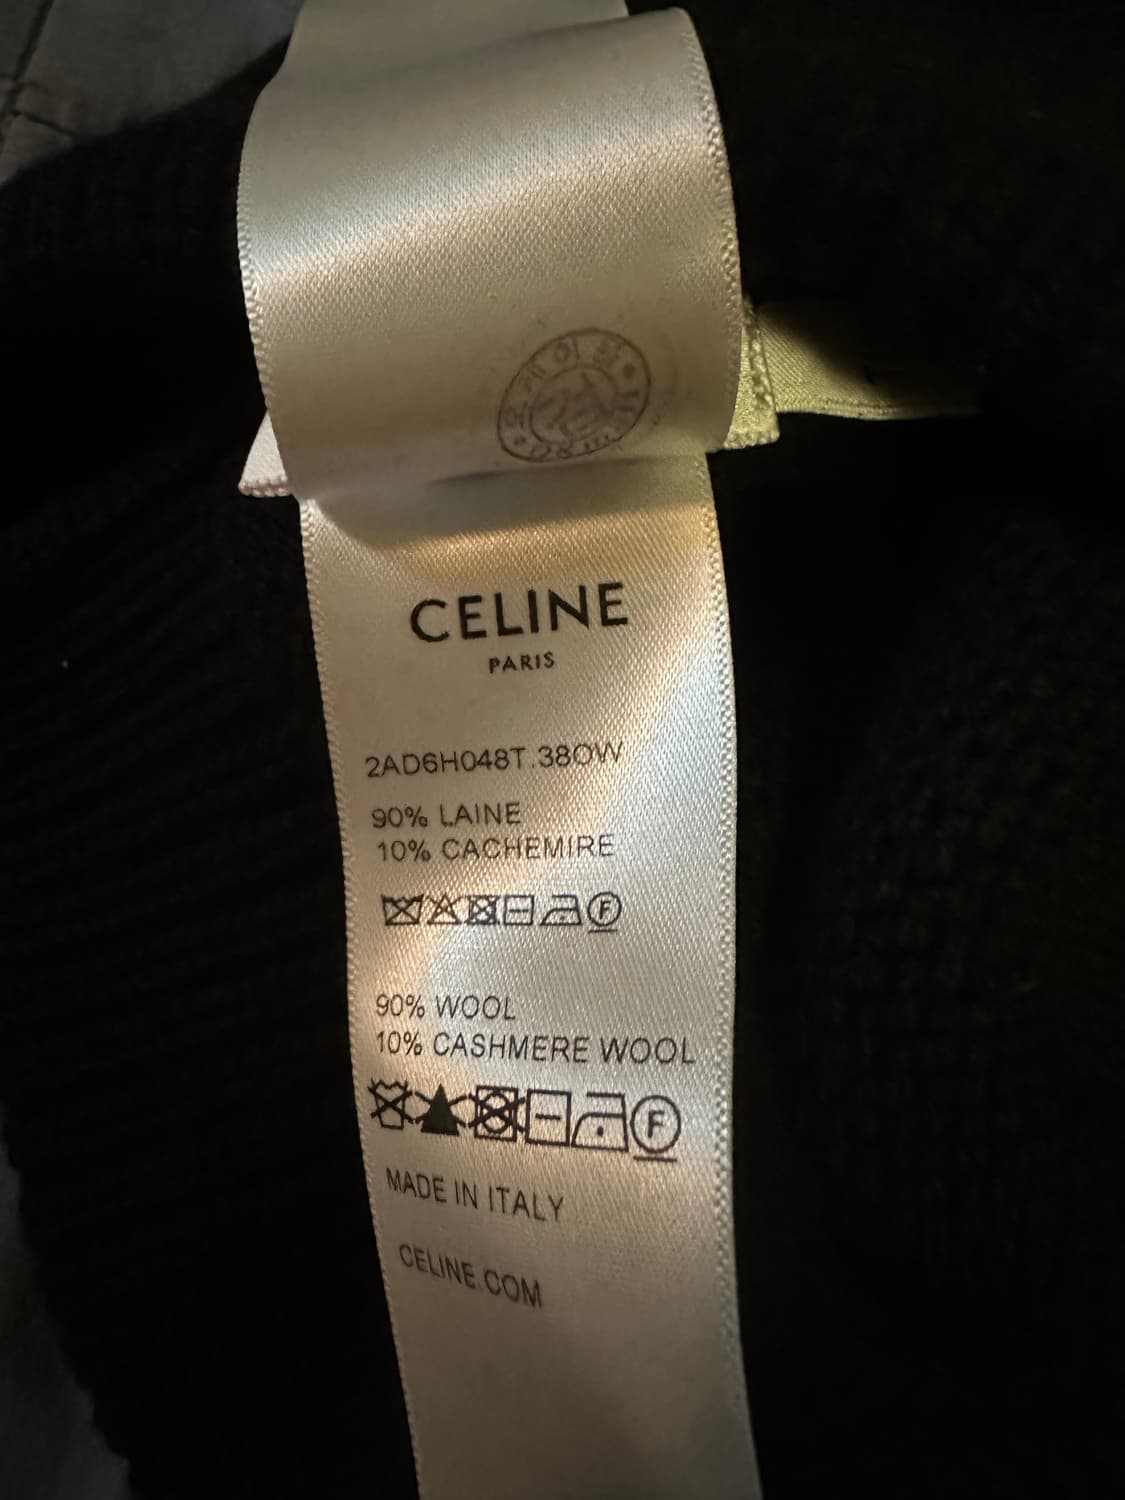 CELINE
PARIS
2AD6H048T.38OW
90% LAINE
10% CACHEMIRE
F
90% WOOL
10% CASHMERE WOOL
F
MADE IN ITALY
CELINE.COM